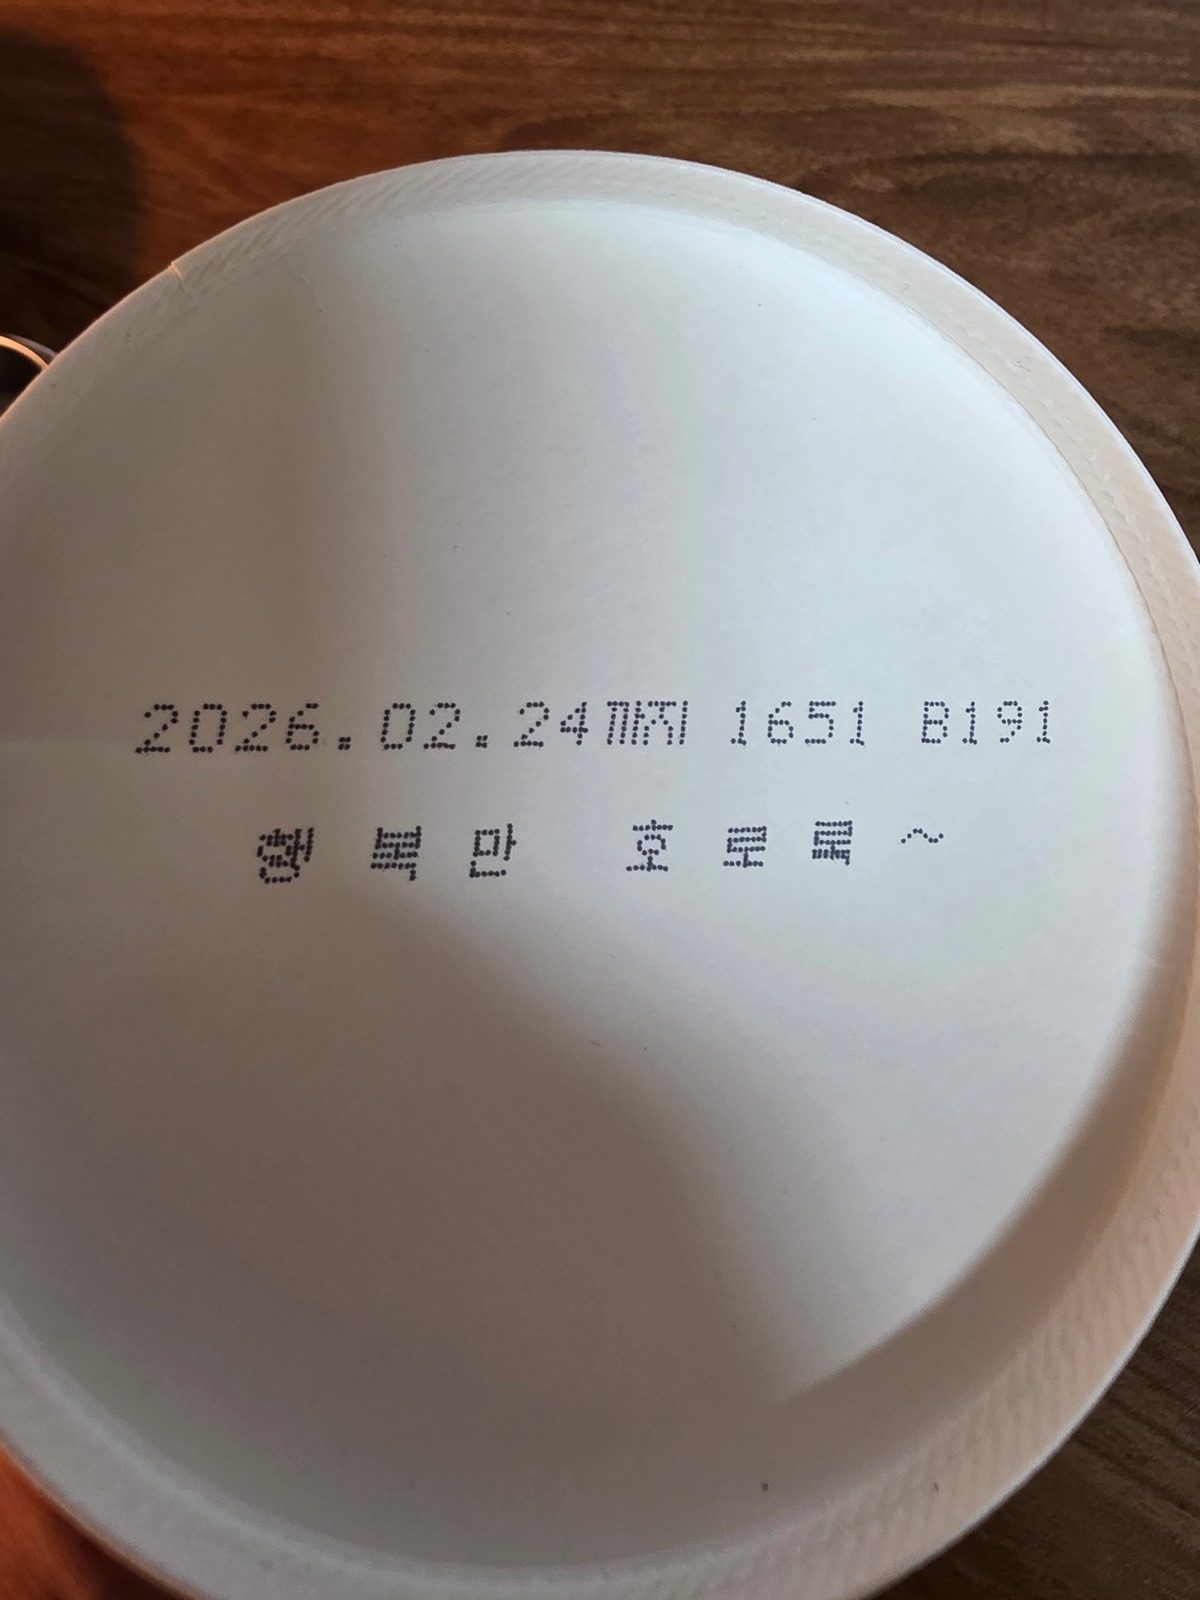 2026.02.24까지 1651 B191
행 복 만 호 로 록 ~